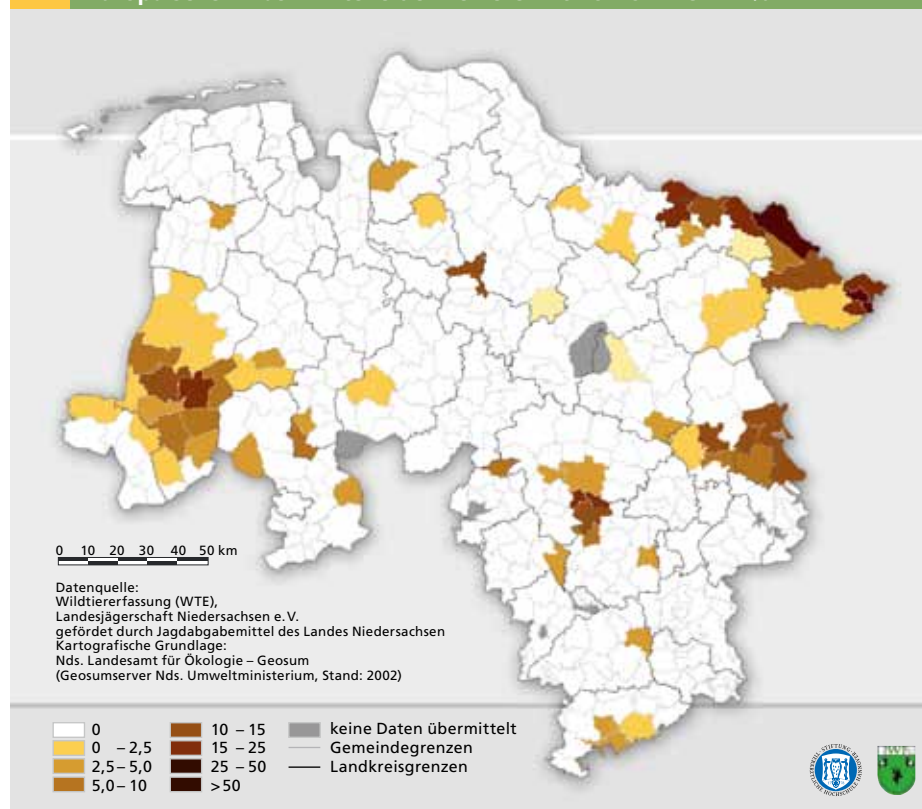 0 10 20 30 40 50 km
Datenquelle:
Wildtiererfassung (WTE),
Landesjägerschaft Niedersachsen e. V.
gefördert durch Jagdabgabemittel des Landes Niedersachsen
Kartografische Grundlage:
Nds. Landesamt für Ökologie – Geosum
(Geosumserver Nds. Umweltministerium, Stand: 2002)
0
0 – 2,5
2,5 – 5,0
5,0 – 10
10 – 15
15 – 25
25 – 50
>50
keine Daten übermittelt
Gemeindegrenzen
Landkreisgrenzen